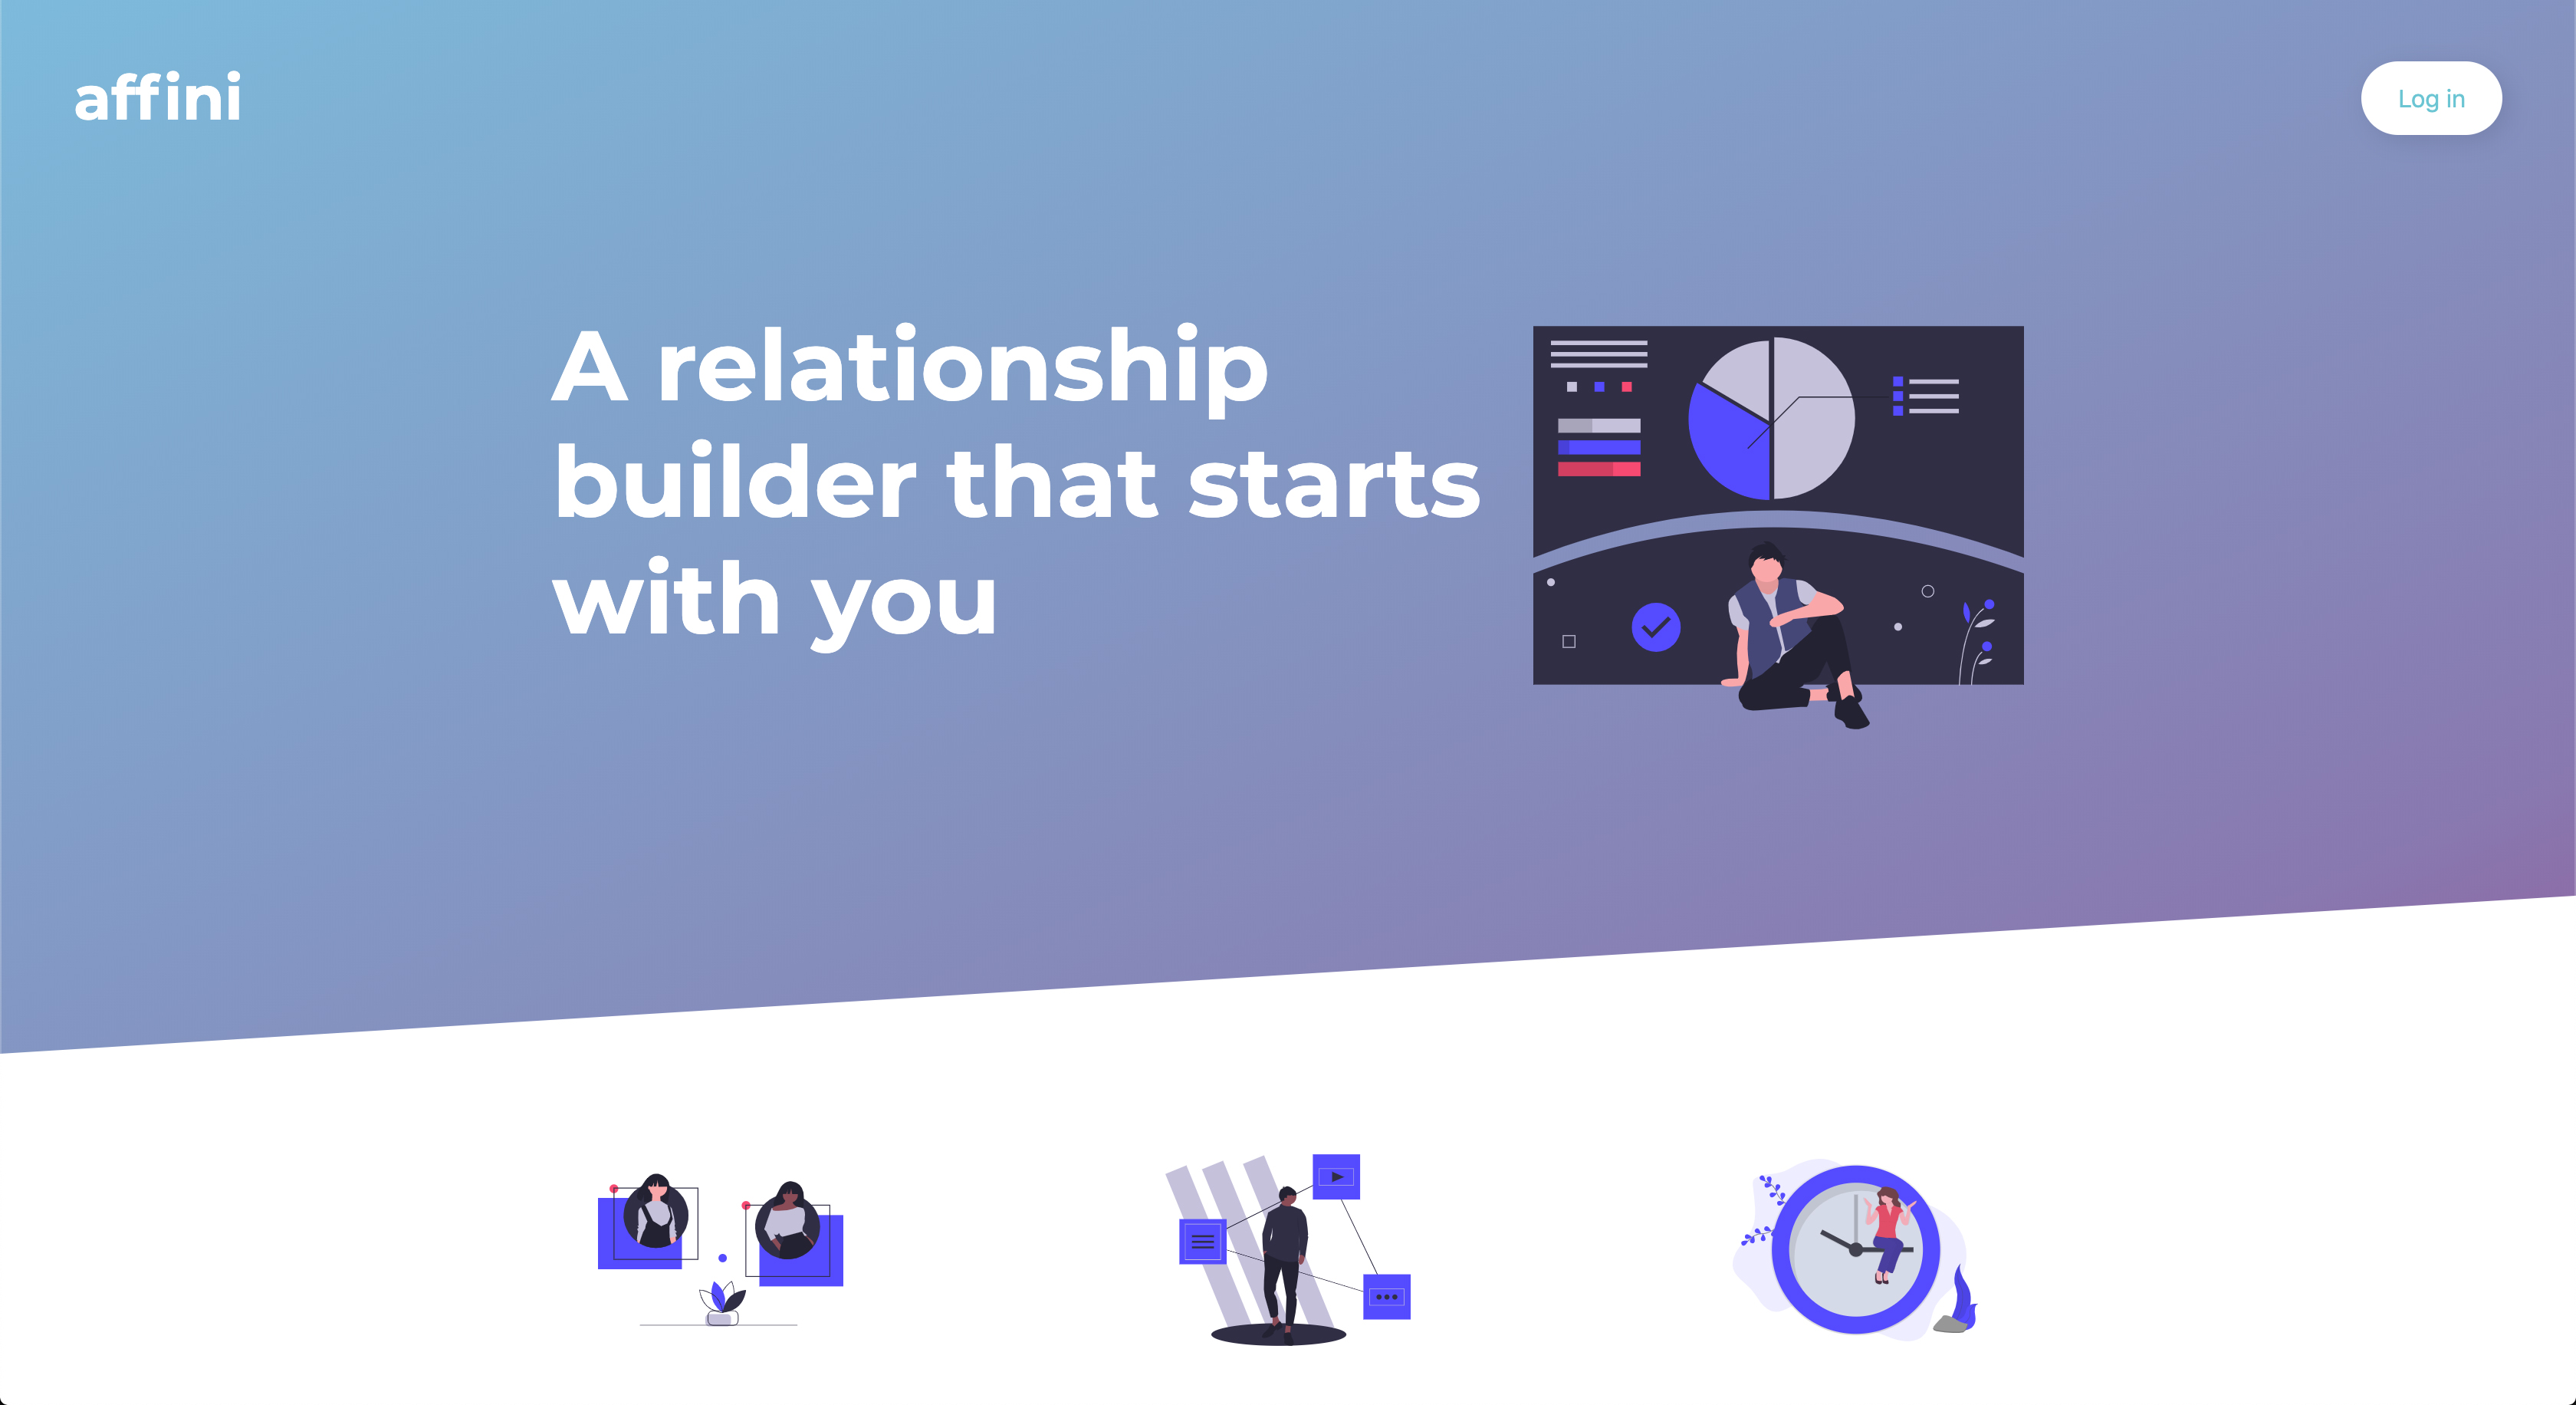 affini
Log in
A relationship
builder that starts
with you